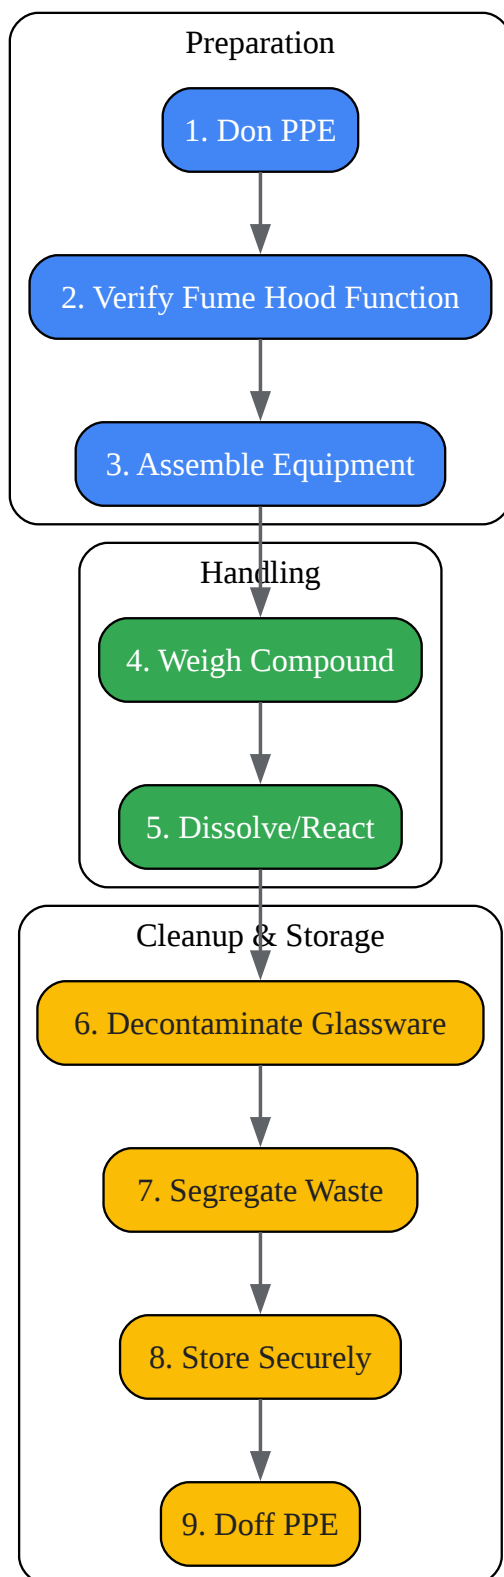 Preparation
1. Don PPE
2. Verify Fume Hood Function
3. Assemble Equipment
Handling
4. Weigh Compound
5. Dissolve/React
Cleanup & Storage
6. Decontaminate Glassware
7. Segregate Waste
8. Store Securely
9. Doff PPE